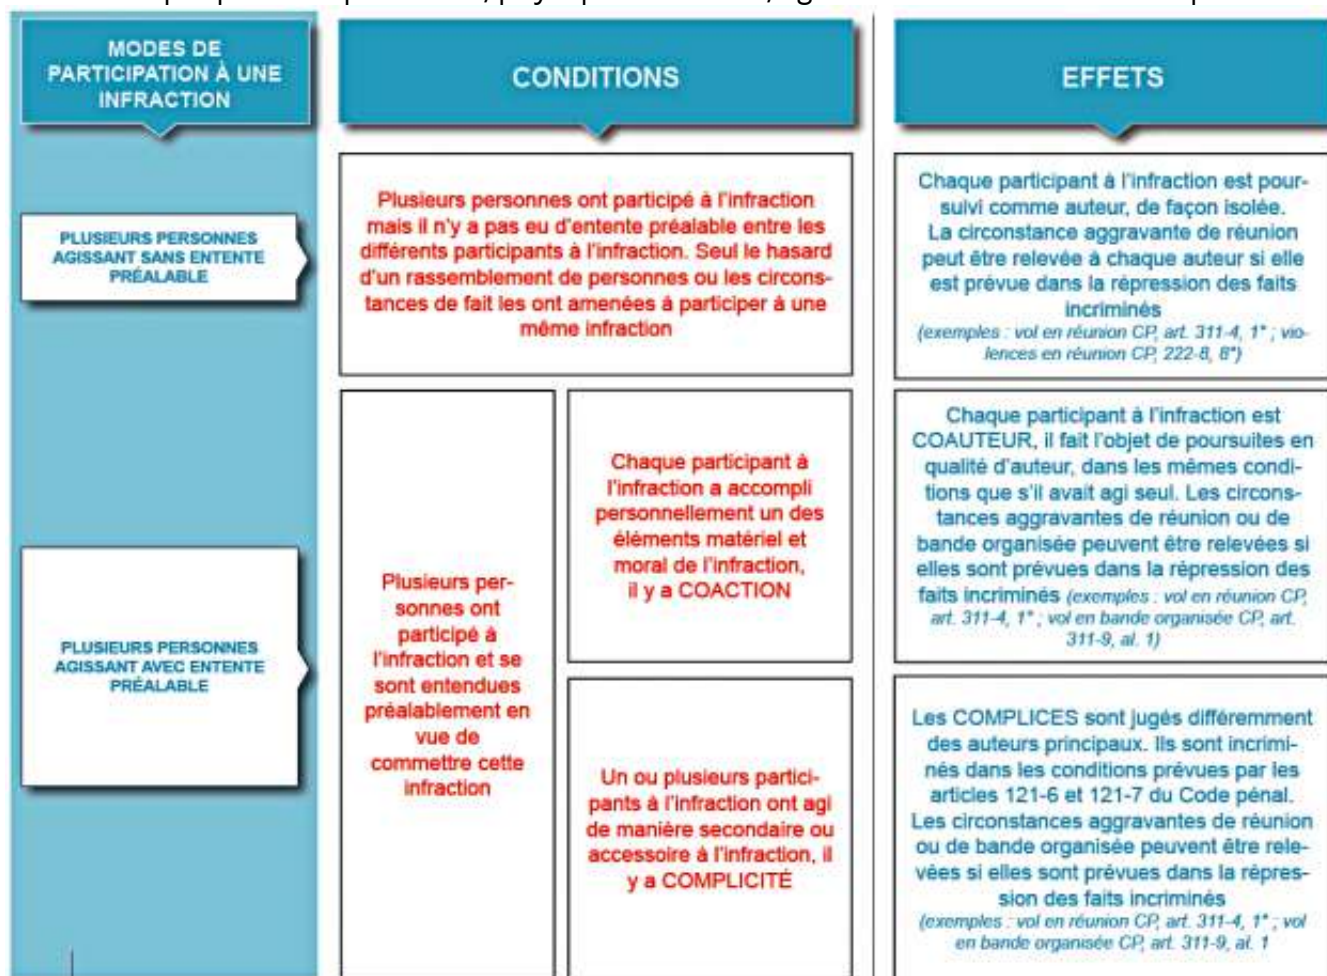 MODES DE
PARTICIPATION À UNE
INFRACTION
CONDITIONS
EFFETS
PLUSIEURS PERSONNES
AGISSANT SANS ENTENTE
PRÉALABLE
Plusieurs personnes ont participé à l'infraction
mais il n'y a pas eu d'entente préalable entre les
différents participants à l'infraction. Seul le hasard
d'un rassemblement de personnes ou les circons-
tances de fait les ont amenées à participer à une
même infraction
Chaque participant à l'infraction est pour-
suivi comme auteur, de façon isolée.
La circonstance aggravante de réunion
peut être relevée à chaque auteur si elle
est prévue dans la répression des faits
incriminés
(exemples : vol en réunion CP, art. 311-4, 1° ; vio-
lences en réunion CP, 222-8, 8°)
PLUSIEURS PERSONNES
AGISSANT AVEC ENTENTE
PRÉALABLE
Plusieurs per-
sonnes ont
participé à
l'infraction et se
sont entendues
préalablement en
vue de
commettre cette
infraction
Chaque participant à
l'infraction a accompli
personnellement un des
éléments matériel et
moral de l'infraction,
il y a COACTION
Chaque participant à l'infraction est
COAUTEUR, il fait l'objet de poursuites en
qualité d'auteur, dans les mêmes condi-
tions que s'il avait agi seul. Les circons-
tances aggravantes de réunion ou de
bande organisée peuvent être relevées si
elles sont prévues dans la répression des
faits incriminés (exemples : vol en réunion CP,
art. 311-4, 1° ; vol en bande organisée CP, art.
311-9, al. 1)
Un ou plusieurs partici-
pants à l'infraction ont agi
de manière secondaire ou
accessoire à l'infraction, il
y a COMPLICITÉ
Les COMPLICES sont jugés différemment
des auteurs principaux. Ils sont incrimi-
nés dans les conditions prévues par les
articles 121-6 et 121-7 du Code pénal.
Les circonstances aggravantes de réunion
ou de bande organisée peuvent être rele-
vées si elles sont prévues dans la répres-
sion des faits incriminés
(exemples : vol en réunion CP, art. 311-4, 1° ; vol
en bande organisée CP, art. 311-9, al. 1